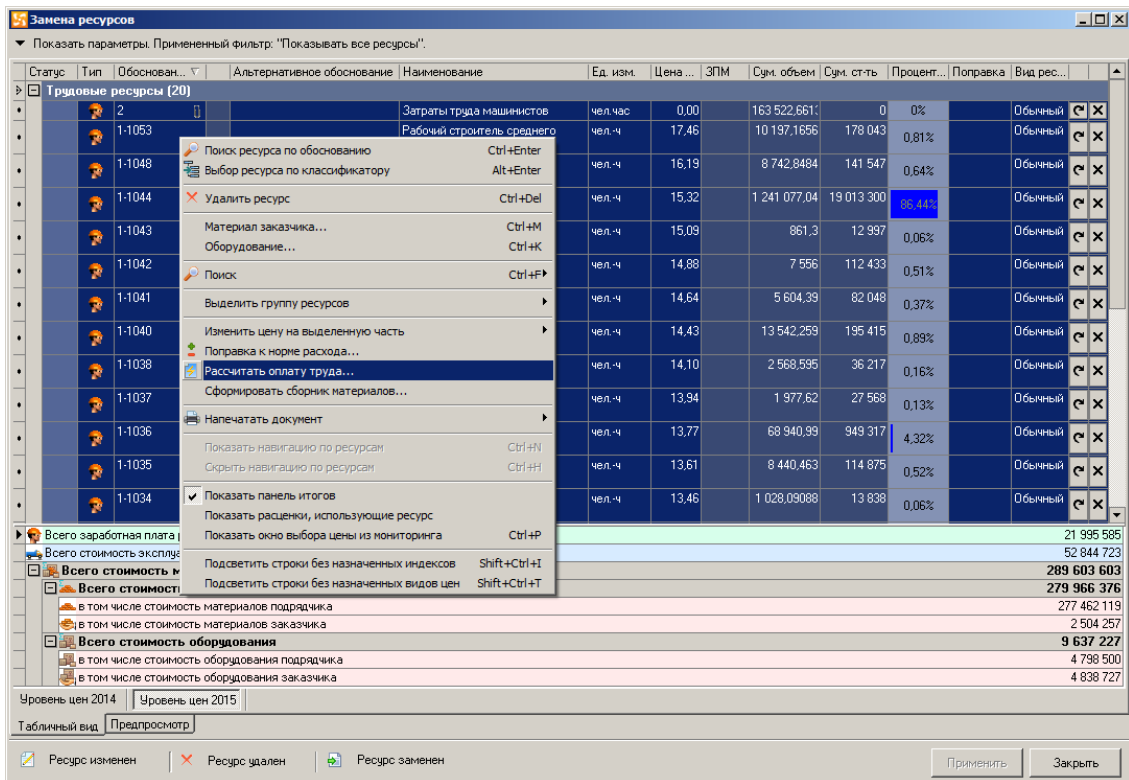 Замена ресурсов
Показать параметры. Примененный фильтр: "Показывать все ресурсы".
Статус Тип Обоснован... Альтернативное обоснование Наименование Ед. изм. Цена ... ЗПМ Сум. объем Сум. ст-ть Процент... Поправка Вид рес...
Трудовые ресурсы (20)
2 Затраты труда машинистов чел.час 0,00 163 522,661 0 0% Обычный
1-1053 Рабочий строитель среднего чел.-ч 17,46 10 197,1656 178 043 0,81% Обычный
1-1048 чел.-ч 16,19 8 742,8484 141 547 0,64% Обычный
1-1044 чел.-ч 15,32 1 241 077,04 19 013 300 86,44% Обычный
1-1043 чел.-ч 15,09 861,3 12 997 0,06% Обычный
1-1042 чел.-ч 14,88 7 556 112 433 0,51% Обычный
1-1041 чел.-ч 14,64 5 604,39 82 048 0,37% Обычный
1-1040 чел.-ч 14,43 13 542,259 195 415 0,89% Обычный
1-1038 чел.-ч 14,10 2 568,595 36 217 0,16% Обычный
1-1037 чел.-ч 13,94 1 977,62 27 568 0,13% Обычный
1-1036 чел.-ч 13,77 68 940,99 949 317 4,32% Обычный
1-1035 чел.-ч 13,61 8 440,463 114 875 0,52% Обычный
1-1034 чел.-ч 13,46 1 028,09088 13 838 0,06% Обычный
Поиск ресурса по обоснованию Ctrl+Enter
Выбор ресурса по классификатору Alt+Enter
Удалить ресурс Ctrl+Del
Материал заказчика... Ctrl+M
Оборудование... Ctrl+K
Поиск Ctrl+F
Выделить группу ресурсов
Изменить цену на выделенную часть
Поправка к норме расхода...
Рассчитать оплату труда...
Сформировать сборник материалов...
Напечатать документ
Показать навигацию по ресурсам Ctrl+N
Скрыть навигацию по ресурсам Ctrl+H
Показать панель итогов
Показать расценки, использующие ресурс
Показать окно выбора цены из мониторинга Ctrl+P
Подсветить строки без назначенных индексов Shift+Ctrl+I
Подсветить строки без назначенных видов цен Shift+Ctrl+T
Всего заработная плата 21 995 585
Всего стоимость эксплуа 52 844 723
Всего стоимость м 289 603 603
Всего стоимост 279 966 376
в том числе стоимость материалов подрядчика 277 462 119
в том числе стоимость материалов заказчика 2 504 257
Всего стоимость оборудования 9 637 227
в том числе стоимость оборудования подрядчика 4 798 500
в том числе стоимость оборудования заказчика 4 838 727
Уровень цен 2014 Уровень цен 2015
Табличный вид Предпросмотр
Ресурс изменен Ресурс удален Ресурс заменен Применить Закрыть